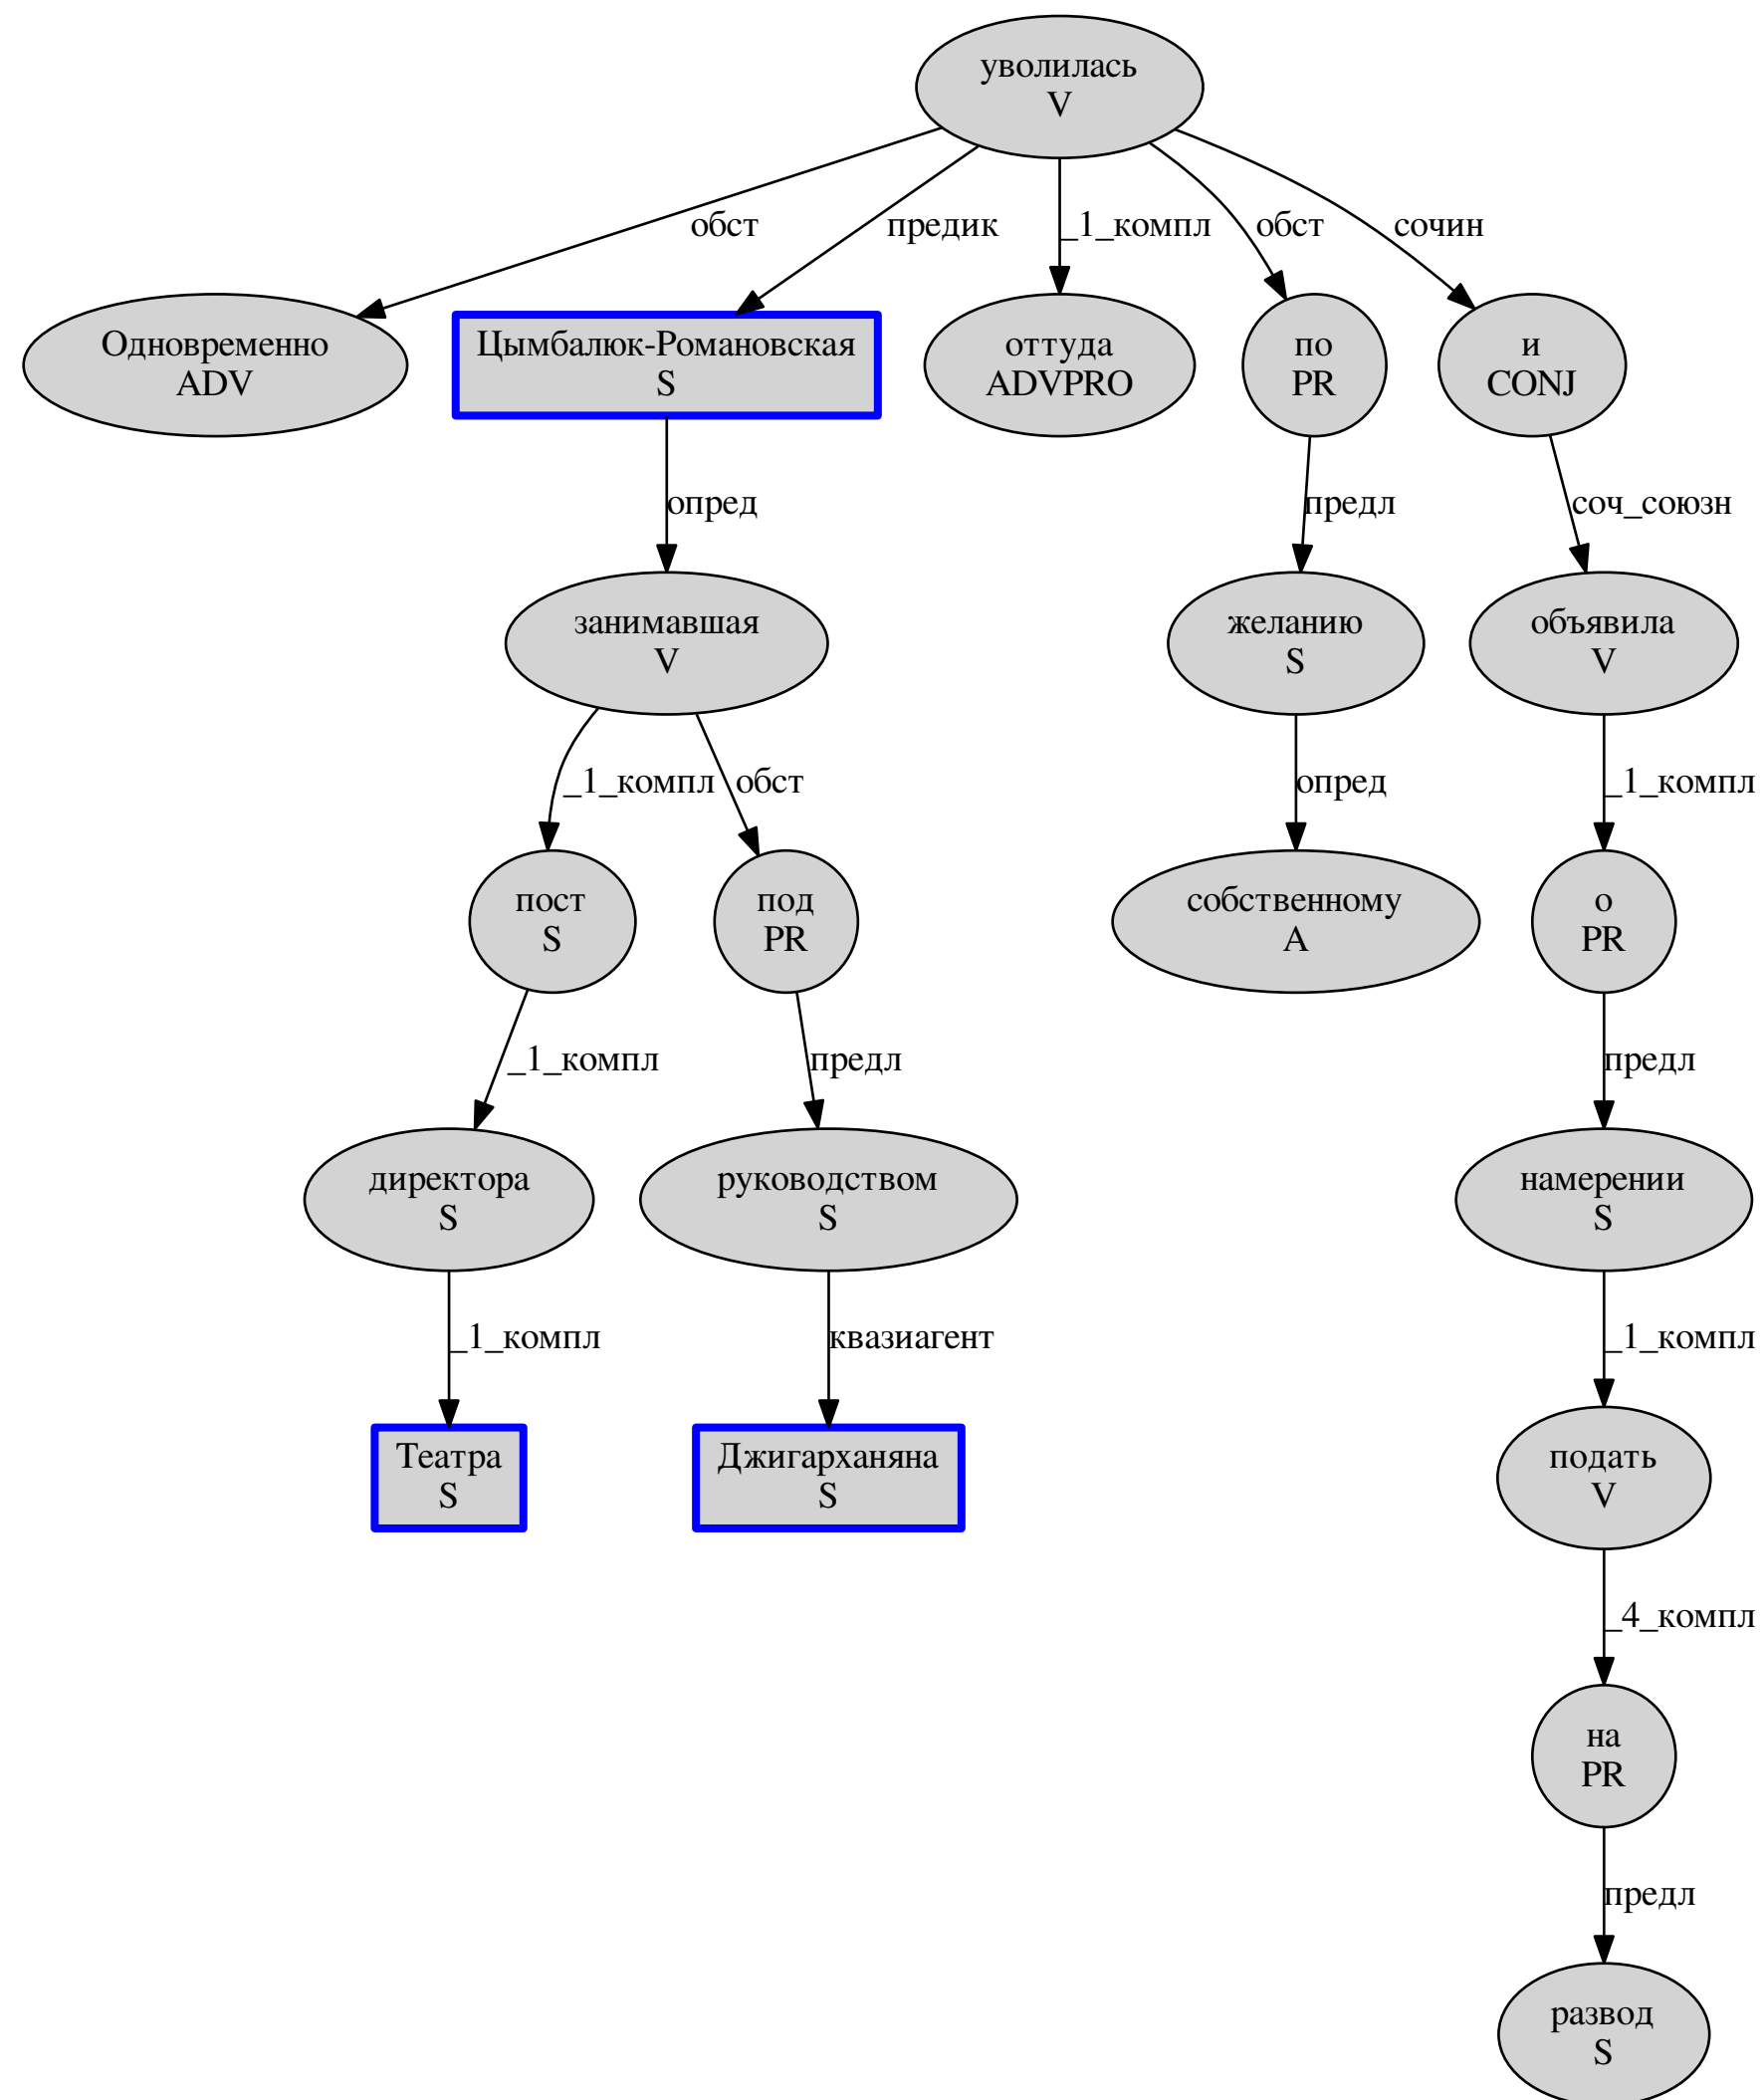 уволилась
V
обст
предик
_1_компл
обст
сочин
Одновременно
ADV
Цымбалюк-Романовская
S
оттуда
ADVPRO
по
PR
и
CONJ
опред
предл
соч_союзн
занимавшая
V
желанию
S
объявила
V
_1_компл
обст
опред
_1_компл
пост
S
под
PR
собственному
A
о
PR
_1_компл
предл
предл
директора
S
руководством
S
намерении
S
_1_компл
квазиагент
_1_компл
Театра
S
Джигарханяна
S
подать
V
_4_компл
на
PR
предл
развод
S